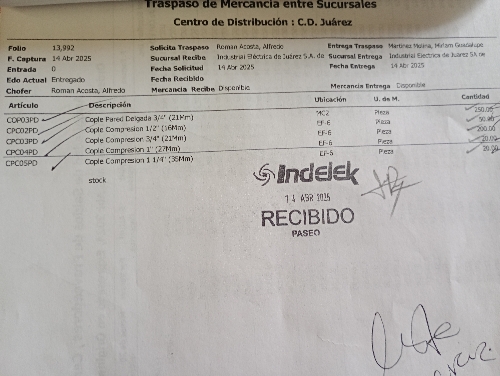 Traspaso de Mercancia entre Sucursales
Centro de Distribución : C.D. Juárez
Folio 13,992 Solicita Traspaso Roman Acosta, Alfredo Entrega Traspaso Martinez Molina, Miriam Guadalupe
F. Captura 14 Abr 2025 Sucursal Recibe Industrial Electrica de Juárez S.A. de Sucursal Entrega Industrial Electrica de Juárez SA de
Entrada 0 Fecha Solicitud 14 Abr 2025 Fecha Entrega 14 Abr 2025
Edo Actual Entregado Fecha Recibido
Chofer Roman Acosta, Alfredo Mercancia Recibe Disponible Mercancia Entrega Disponible
Artículo Descripción Ubicación U. de M. Cantidad
COP03PD Cople Pared Delgada 3/4" (21Mm) MC2 Pieza 250.00
CPC02PD Cople Compresion 1/2" (16Mm) EF-6 Pieza 50.00
CPC03PD Cople Compresion 3/4" (21Mm) EF-6 Pieza 200.00
CPC04PD Cople Compresion 1" (27Mm) EF-6 Pieza 20.00
CPC05PD Cople Compresion 1 1/4" (35Mm) EF-6 Pieza 20.00
stock
Indelek
14 ABR 2025
RECIBIDO
PASEO